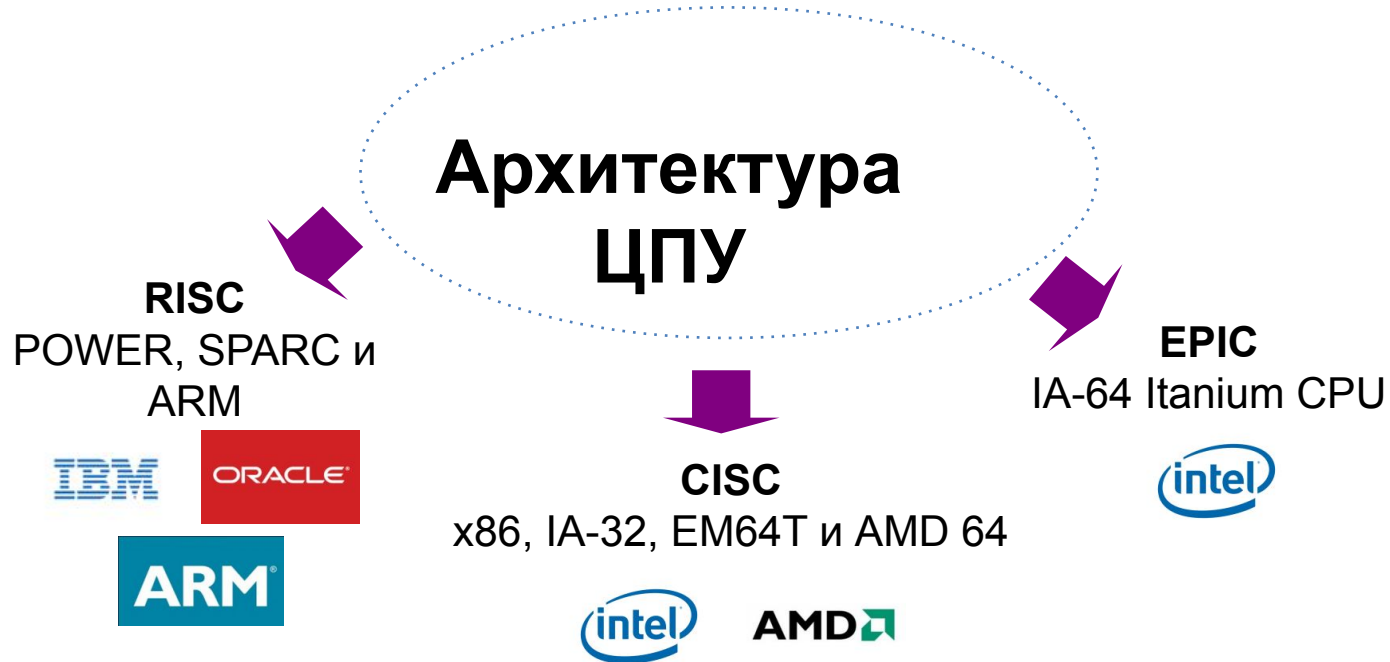 Архитектура
ЦПУ
RISC
POWER, SPARC и
ARM
IBM
ORACLE
ARM
CISC
x86, IA-32, EM64T и AMD 64
intel
AMD
EPIC
IA-64 Itanium CPU
intel